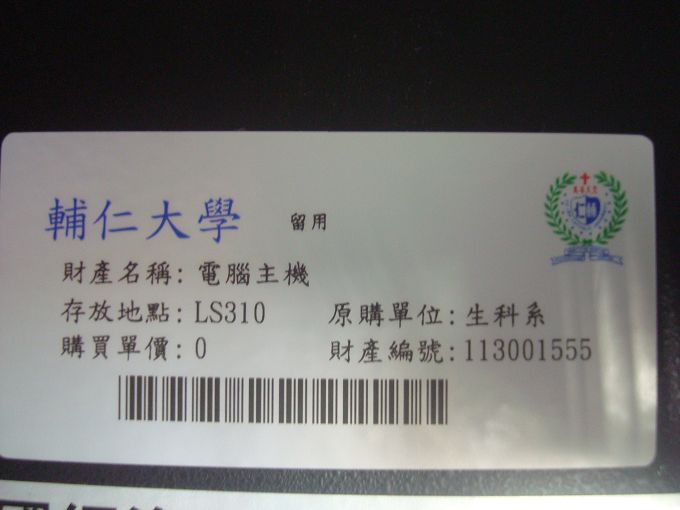 輔仁大學 留用
財產名稱: 電腦主機
存放地點: LS310 原購單位: 生科系
購買單價: 0 財產編號: 113001555